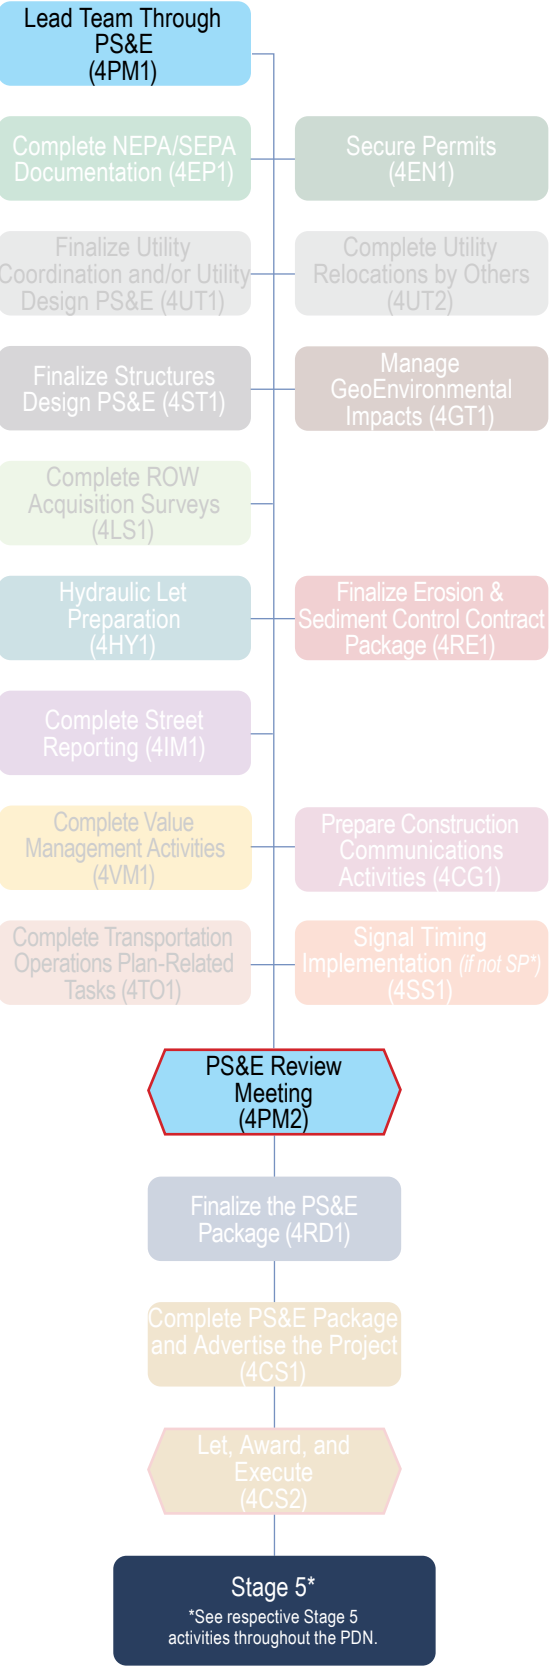 Lead Team Through
PS&E
(4PM1)
Complete NEPA/SEPA
Documentation (4EP1)
Secure Permits
(4EN1)
Finalize Utility
Coordination and/or Utility
Design PS&E (4UT1)
Complete Utility
Relocations by Others
(4UT2)
Finalize Structures
Design PS&E (4ST1)
Manage
GeoEnvironmental
Impacts (4GT1)
Complete ROW
Acquisition Surveys
(4LS1)
Hydraulic Let
Preparation
(4HY1)
Finalize Erosion &
Sediment Control Contract
Package (4RE1)
Complete Street
Reporting (4IM1)
Complete Value
Management Activities
(4VM1)
Prepare Construction
Communications
Activities (4CG1)
Complete Transportation
Operations Plan-Related
Tasks (4TO1)
Signal Timing
Implementation (if not SP*)
(4SS1)
PS&E Review
Meeting
(4PM2)
Finalize the PS&E
Package (4RD1)
Complete PS&E Package
and Advertise the Project
(4CS1)
Let, Award, and
Execute
(4CS2)
Stage 5*
*See respective Stage 5
activities throughout the PDN.